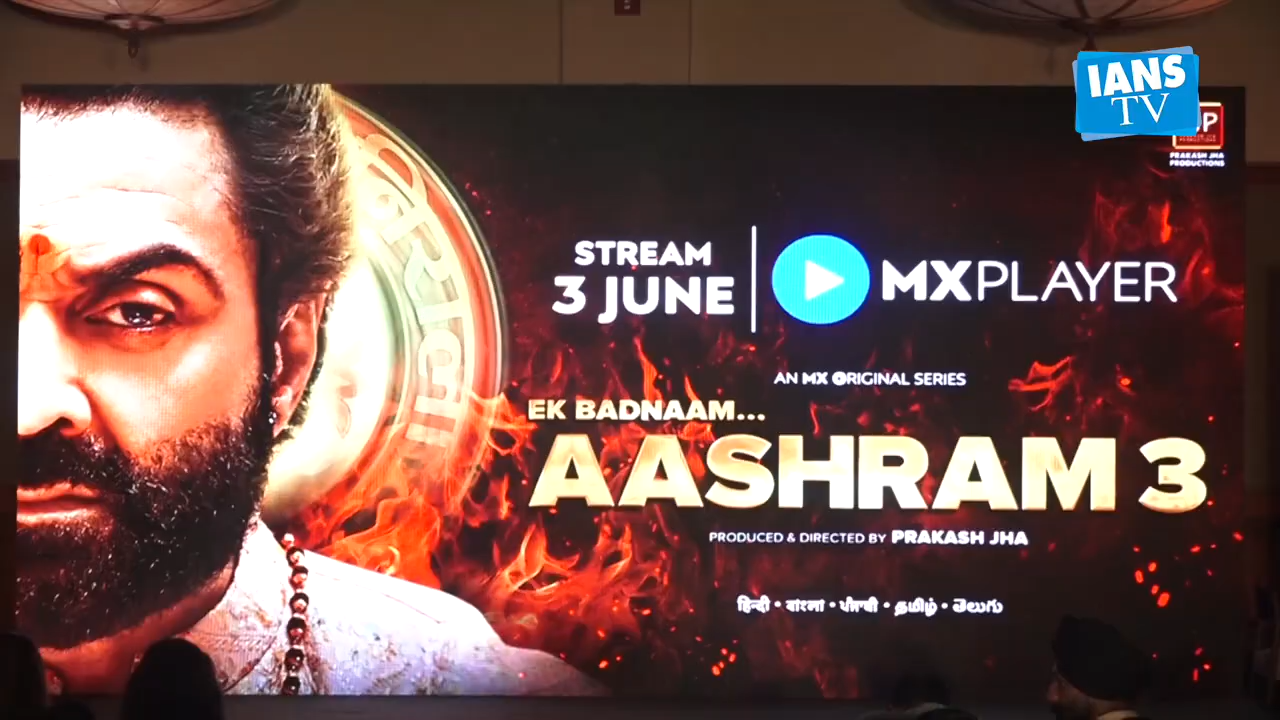 IANS
TV
JP
PRAKASH JHA
PRODUCTIONS
STREAM
3 JUNE
MXPLAYER
AN MX ORIGINAL SERIES
EK BADNAAM...
AASHRAM 3
PRODUCED & DIRECTED BY PRAKASH JHA
हिन्दी • বাংলা • ਪੰਜਾਬੀ • தமிழ் • తెలుగు